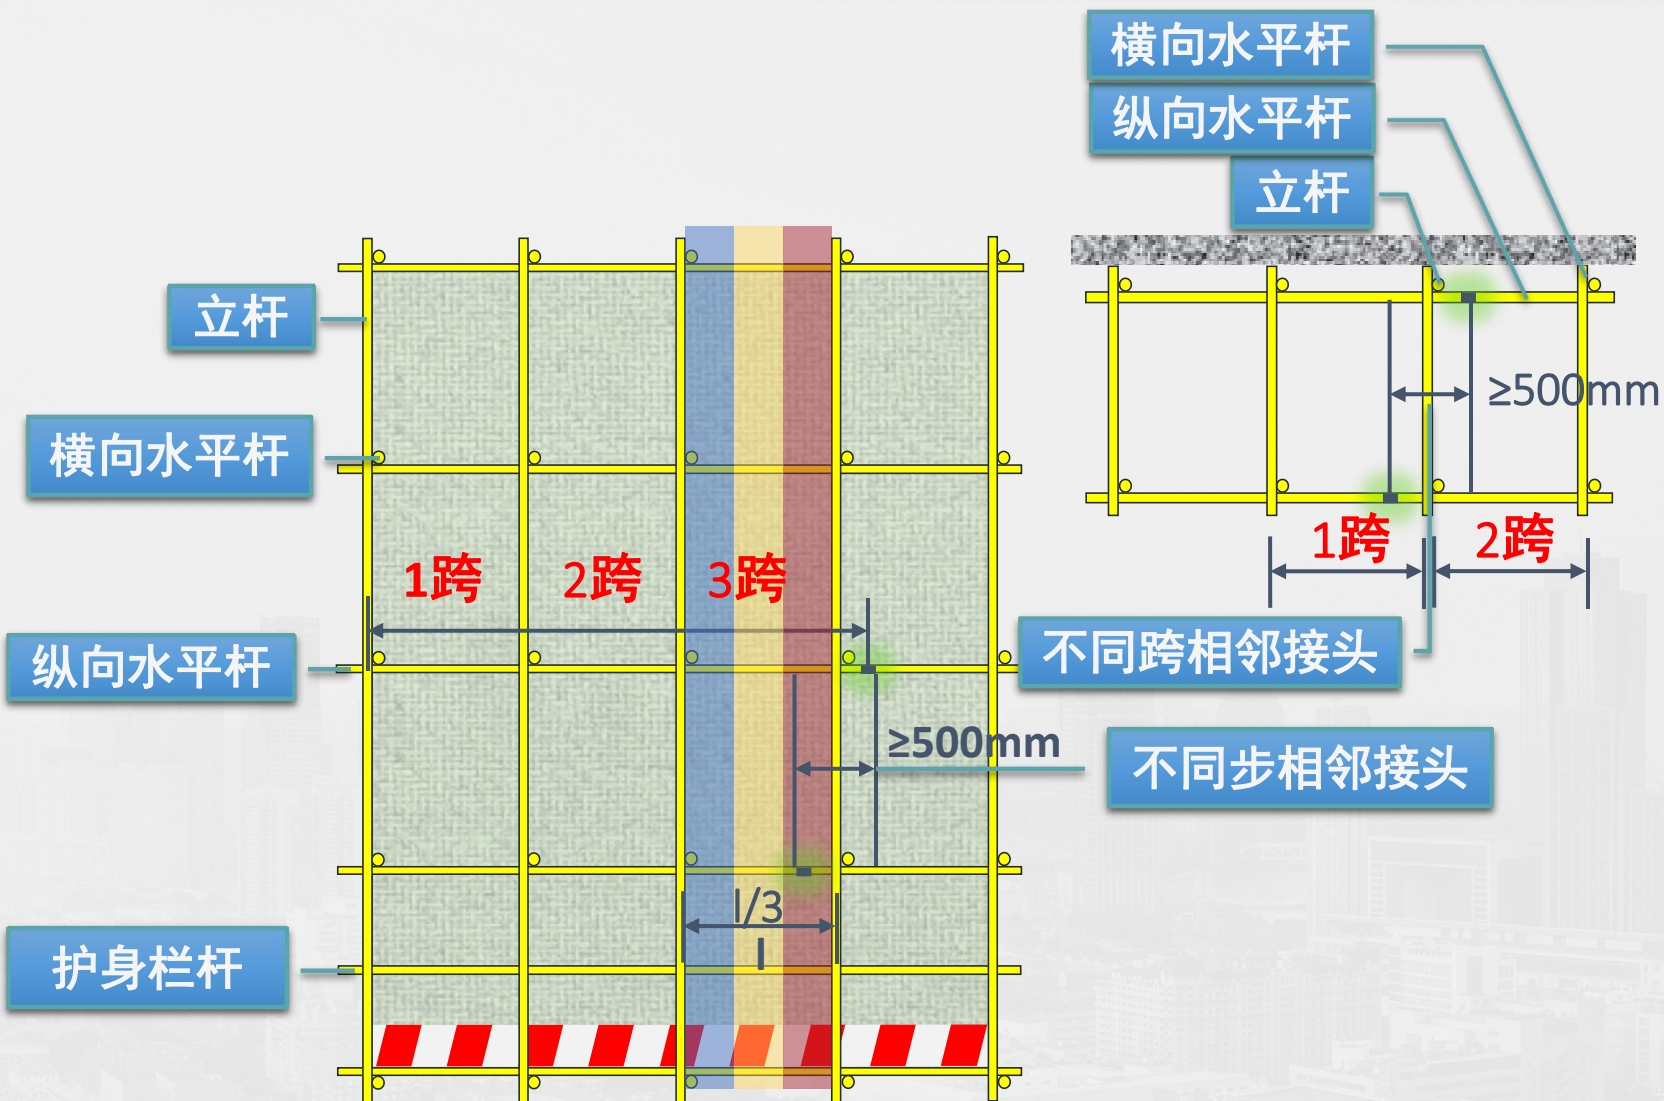 横向水平杆
纵向水平杆
立杆
立杆
横向水平杆
≥500mm
1跨
2跨
1跨
2跨
3跨
纵向水平杆
不同跨相邻接头
≥500mm
不同步相邻接头
l/3
l
护身栏杆